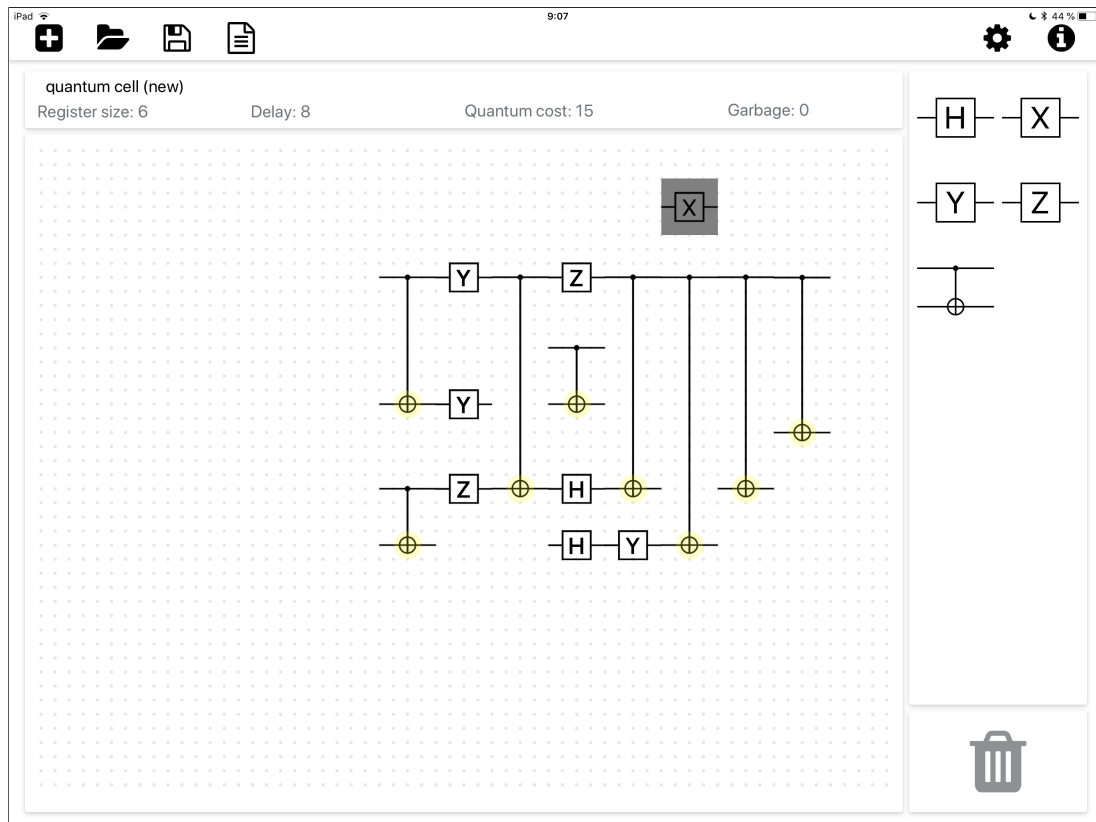 iPad 9:07 44 %
quantum cell (new)
Register size: 6 Delay: 8 Quantum cost: 15 Garbage: 0
H X
Y Z
X
Y Z
Y
Z H
H Y